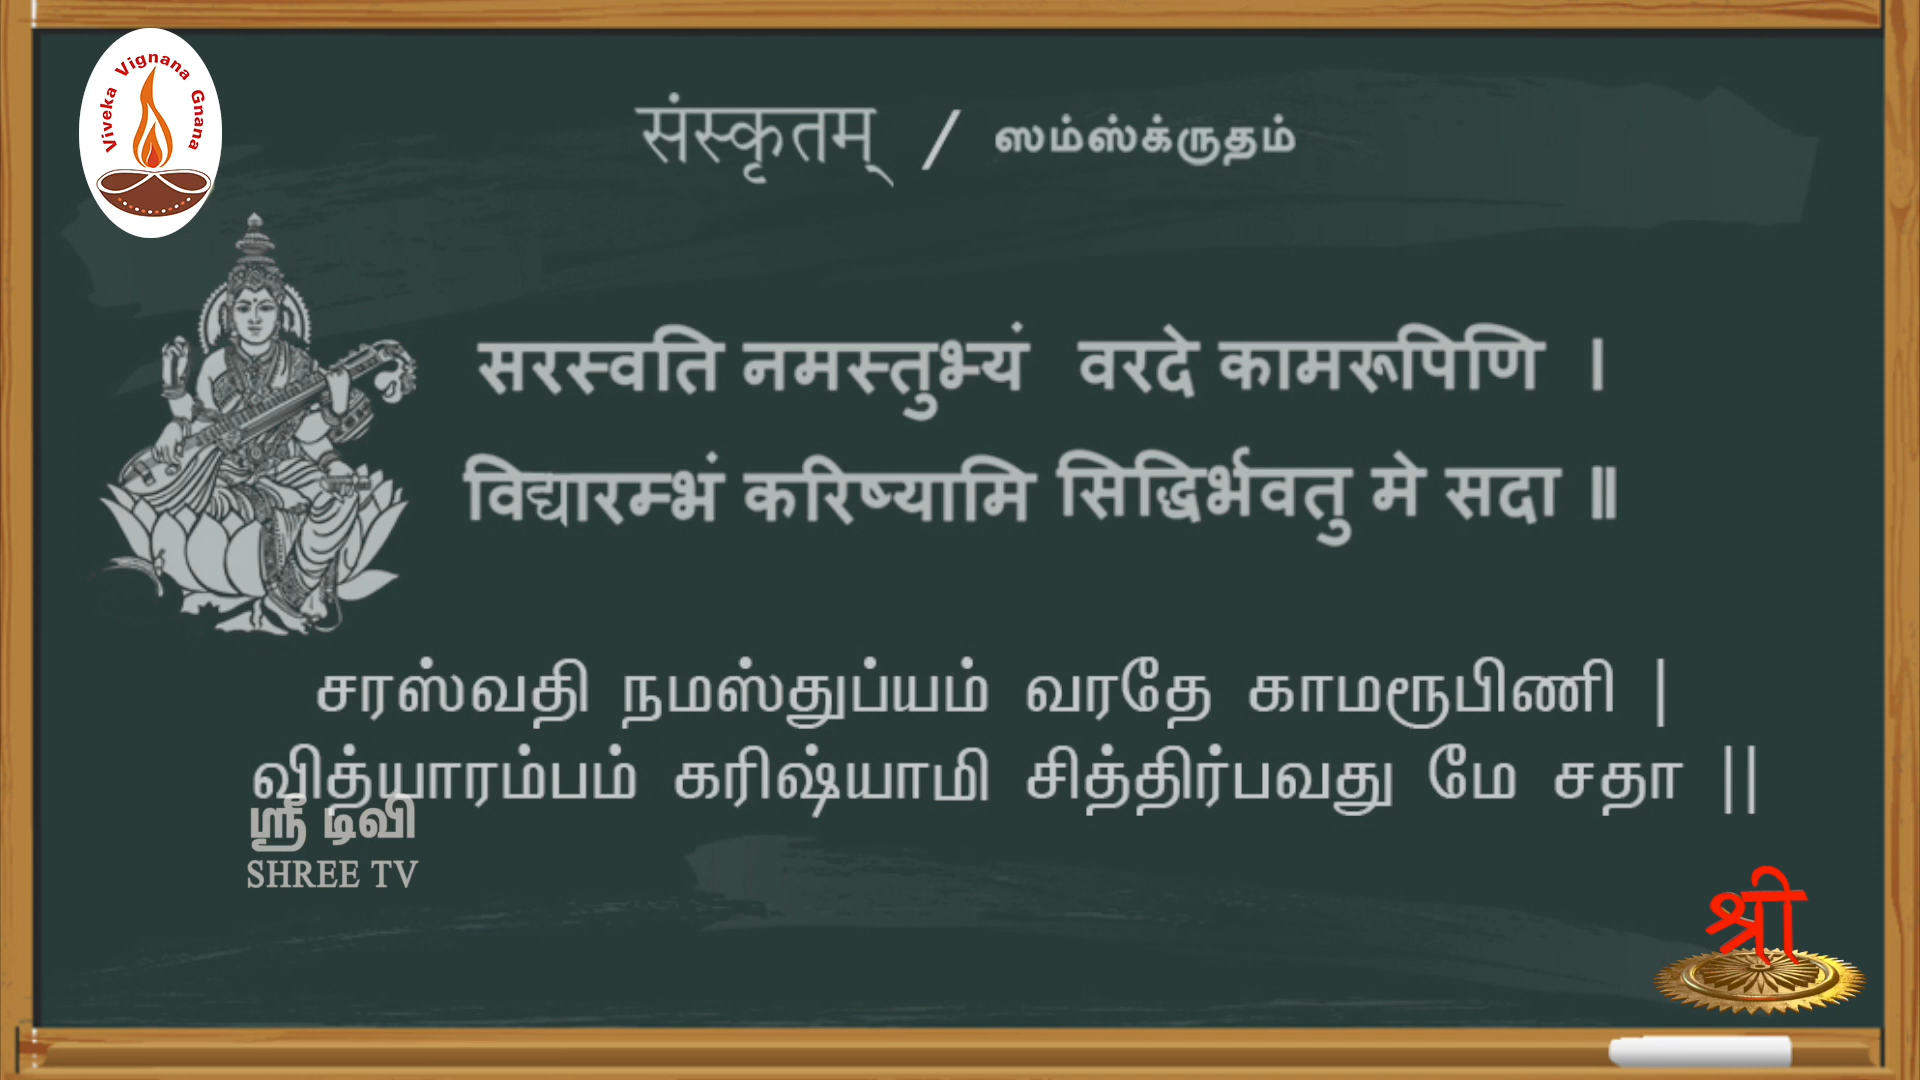 Viveka Vignana Gnana
संस्कृतम् / ஸம்ஸ்க்ருதம்
सरस्वति नमस्तुभ्यं वरदे कामरूपिणि ।
विद्यारम्भं करिष्यामि सिद्धिर्भवतु मे सदा ॥
சரஸ்வதி நமஸ்துப்யம் வரதே காமரூபிணி |
வித்யாரம்பம் கரிஷ்யாமி சித்திர்பவது மே சதா ||
ஸ்ரீ டிவி
SHREE TV
श्री